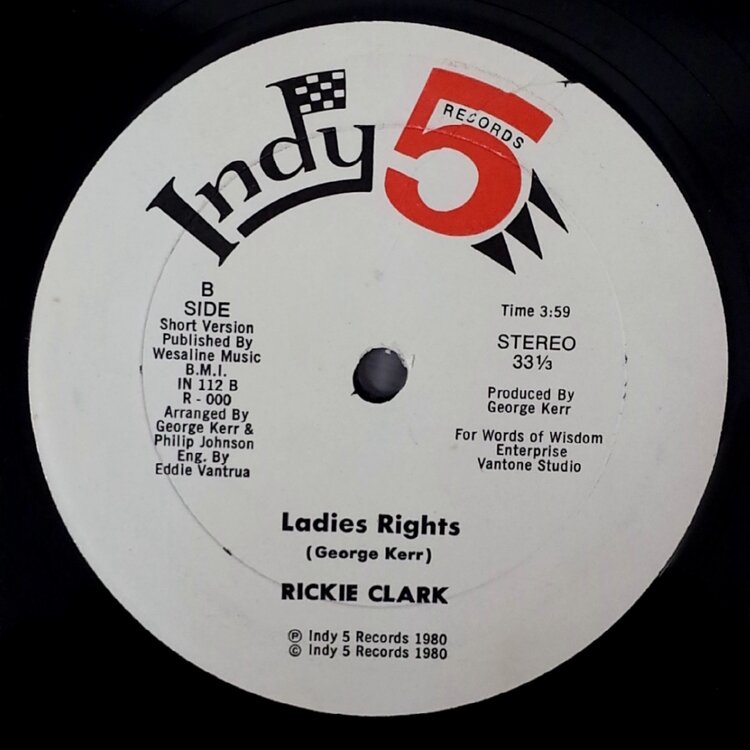 Indy 5
RECORDS
B
SIDE
Short Version
Published By
Wesaline Music
B.M.I.
IN 112 B
R - 000
Arranged By
George Kerr &
Philip Johnson
Eng. By
Eddie Vantrua
Time 3:59
STEREO
33⅓
Produced By
George Kerr
For Words of Wisdom
Enterprise
Vantone Studio
Ladies Rights
(George Kerr)
RICKIE CLARK
℗ Indy 5 Records 1980
© Indy 5 Records 1980